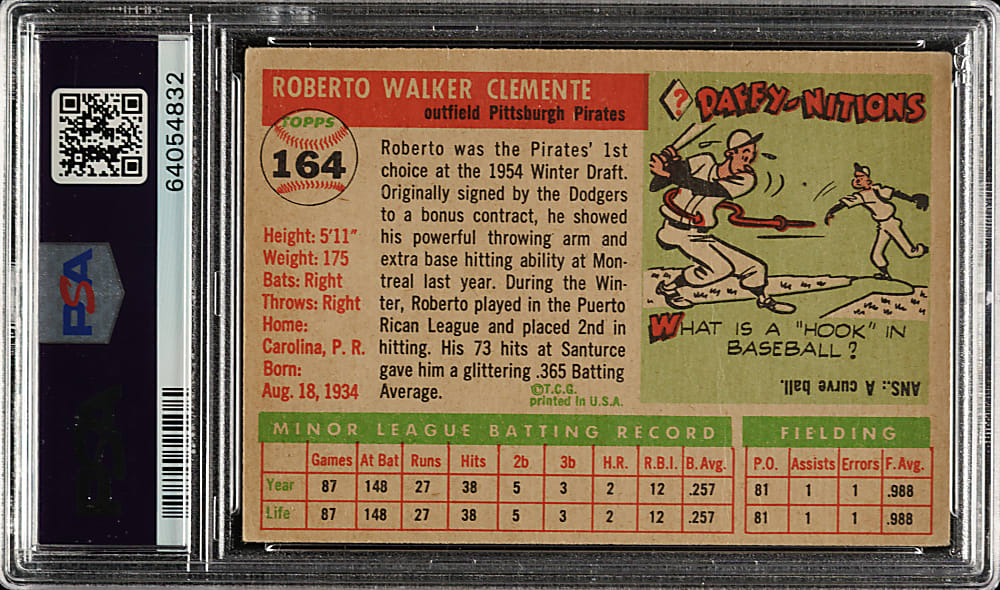 64054832
PSA
ROBERTO WALKER CLEMENTE
outfield Pittsburgh Pirates
TOPPS
164
Height: 5'11"
Weight: 175
Bats: Right
Throws: Right
Home:
Carolina, P. R.
Born:
Aug. 18, 1934
Roberto was the Pirates' 1st
choice at the 1954 Winter Draft.
Originally signed by the Dodgers
to a bonus contract, he showed
his powerful throwing arm and
extra base hitting ability at Mon-
treal last year. During the Win-
ter, Roberto played in the Puerto
Rican League and placed 2nd in
hitting. His 73 hits at Santurce
gave him a glittering .365 Batting
Average.
©T.C.G.
printed in U.S.A.
? DAFFY-NITIONS
WHAT IS A "HOOK" IN
BASEBALL?
ANS.: A curve ball.
MINOR LEAGUE BATTING RECORD
Games At Bat Runs Hits 2b 3b H.R. R.B.I. B. Avg.
Year 87 148 27 38 5 3 2 12 .257
Life 87 148 27 38 5 3 2 12 .257
FIELDING
P.O. Assists Errors F. Avg.
81 1 1 .988
81 1 1 .988